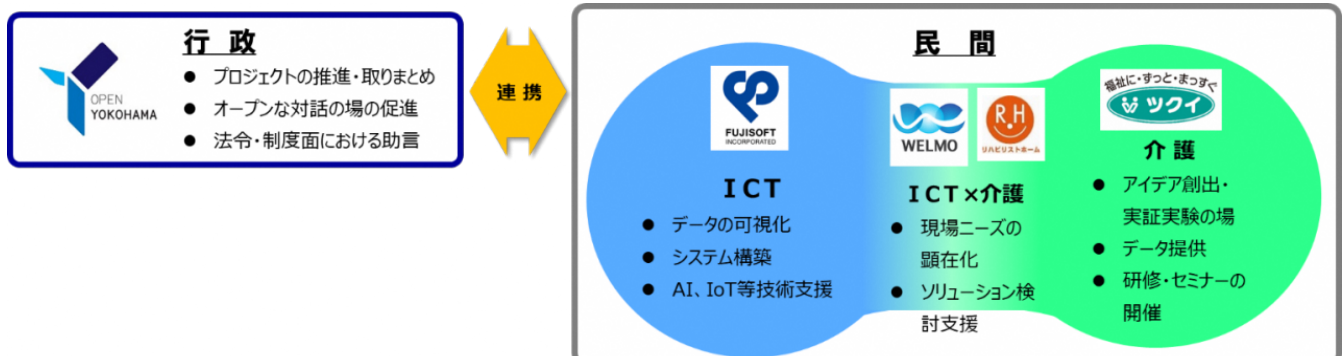 行政
OPEN
YOKOHAMA
● プロジェクトの推進・取りまとめ
● オープンな対話の場の促進
● 法令・制度面における助言
連携
民間
FUJISOFT
INCORPORATED
ICT
● データの可視化
● システム構築
● AI、IoT等技術支援
WELMO
R.H
リハビリストホーム
ICT×介護
● 現場ニーズの
顕在化
● ソリューション検
討支援
福祉に・ずっと・まっすぐ
ツクイ
介護
● アイデア創出・
実証実験の場
● データ提供
● 研修・セミナーの
開催